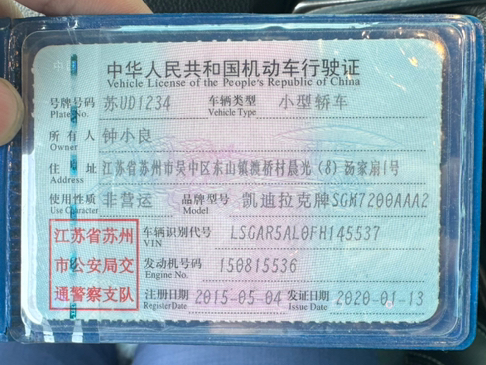 中华人民共和国机动车行驶证
Vehicle License of the People's Republic of China
号牌号码 苏UD1234 车辆类型 小型轿车
Plate No. Vehicle Type
所有人 钟小良
Owner
住址 江苏省苏州市吴中区东山镇渡桥村晨光（8）杨家扇1号
Address
使用性质 非营运 品牌型号 凯迪拉克牌SGM7200AAA2
Use Character Model
江苏省苏州 车辆识别代号 LSGAR5AL0FH145537
VIN
市公安局交 发动机号码 150815536
Engine No.
通警察支队 注册日期 2015-05-04 发证日期 2020-01-13
Register Date Issue Date